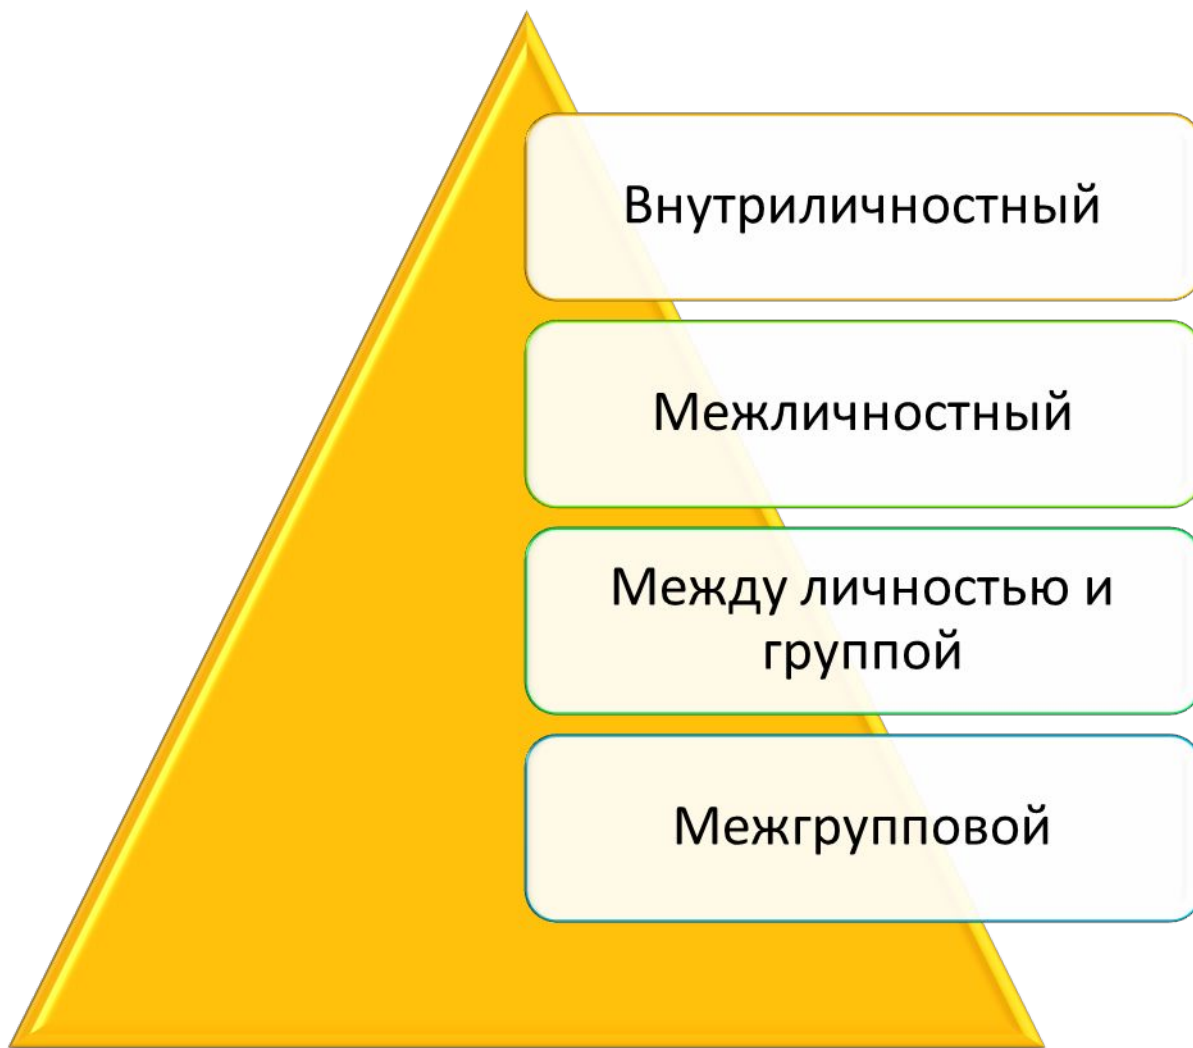 Внутриличностный
Межличностный
Между личностью и
группой
Межгрупповой